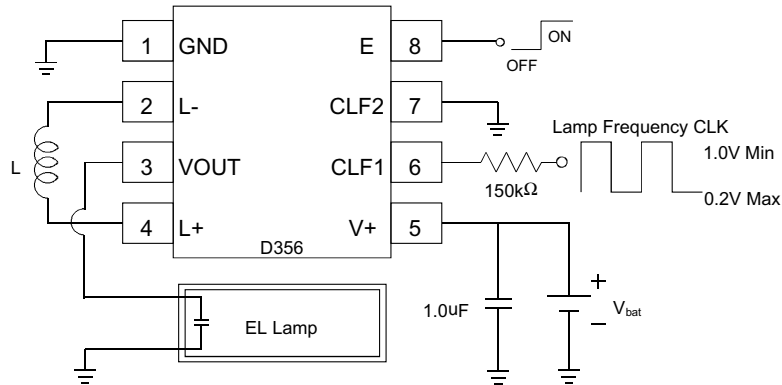 1 GND E 8 ON
OFF
2 L- CLF2 7
Lamp Frequency CLK
L 3 VOUT CLF1 6 1.0V Min
150kΩ 0.2V Max
4 L+ V+ 5
D356
EL Lamp
1.0uF
+
Vbat
–